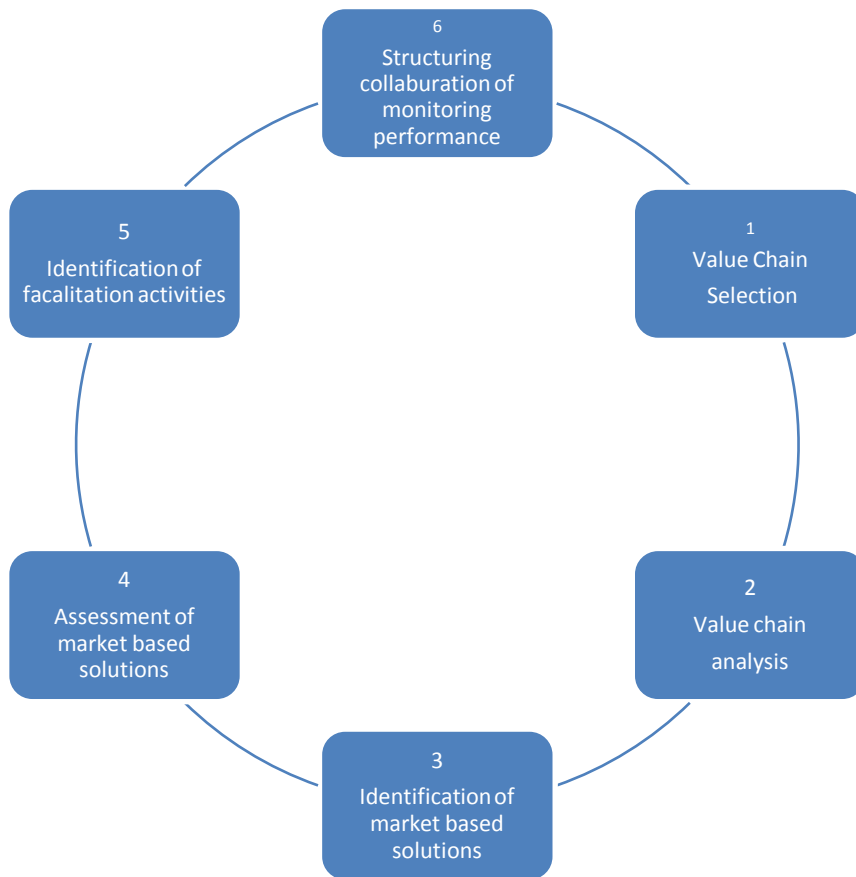 6
Structuring
collaburation of
monitoring
performance
1
Value Chain
Selection
2
Value chain
analysis
3
Identification of
market based
solutions
4
Assessment of
market based
solutions
5
Identification of
facalitation activities